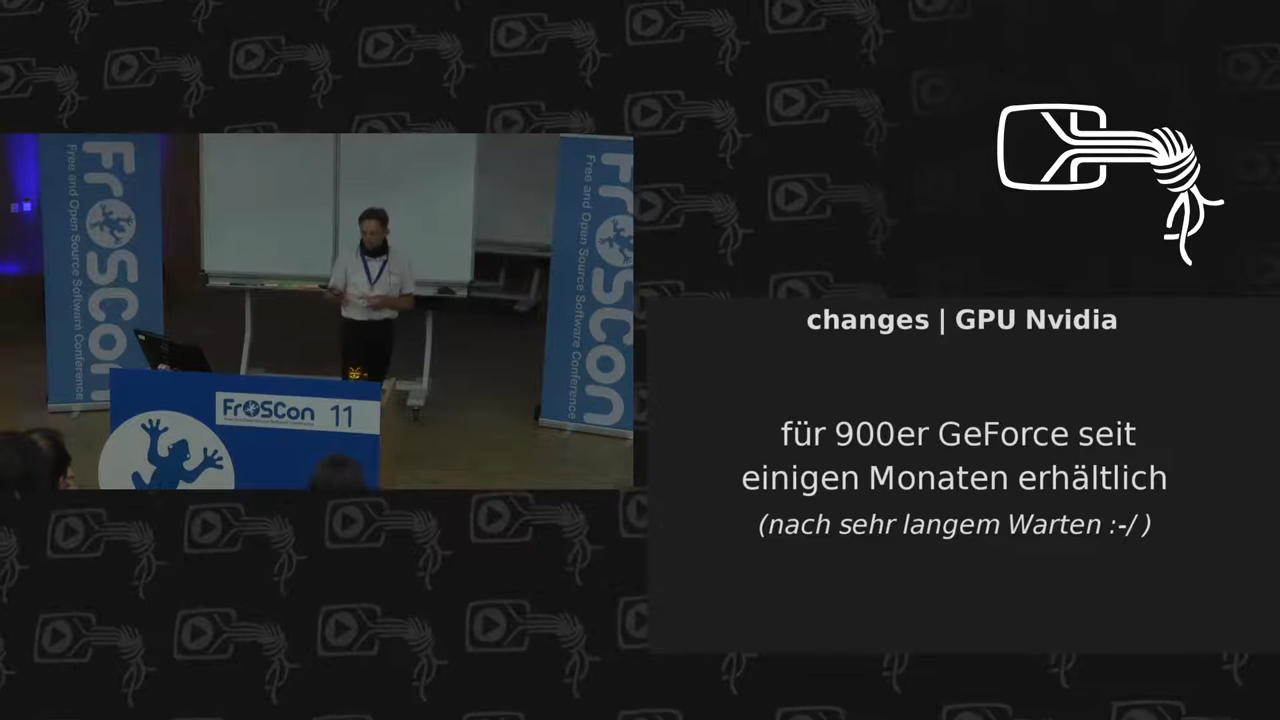 FrOSCon
Free and Open Source Software Conference
FrOSCon
Free and Open Source Software Conference
FrOSCon 11
changes | GPU Nvidia
für 900er GeForce seit
einigen Monaten erhältlich
(nach sehr langem Warten :-/ )